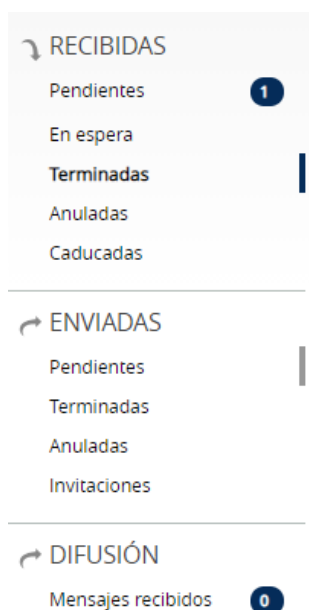 RECIBIDAS
Pendientes 1
En espera
Terminadas
Anuladas
Caducadas
ENVIADAS
Pendientes
Terminadas
Anuladas
Invitaciones
DIFUSIÓN
Mensajes recibidos 0